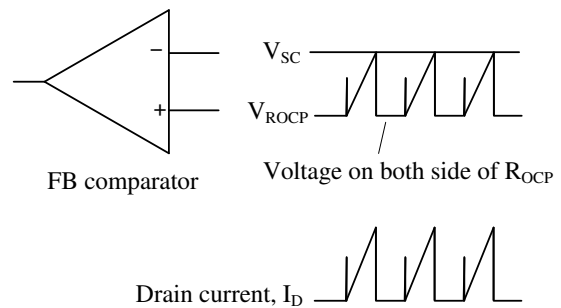 V_SC
−
V_ROCP
+
Voltage on both side of R_OCP
FB comparator
Drain current, I_D